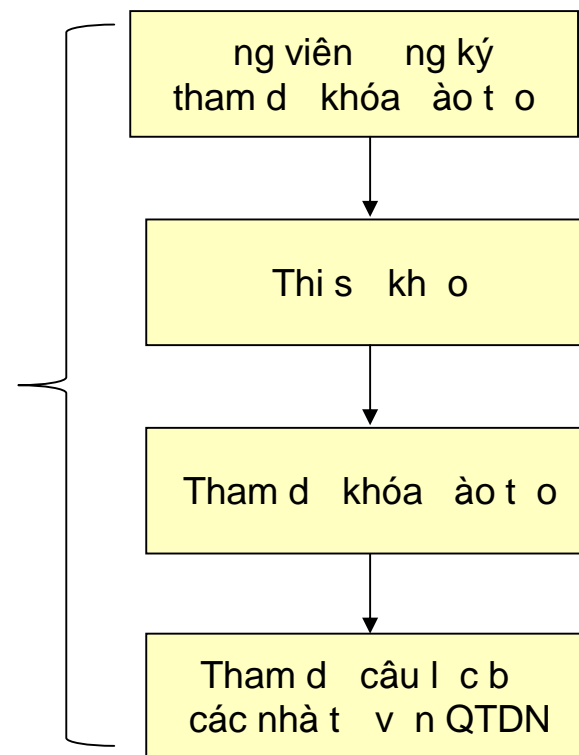 ng viên ng ký
tham d khóa ào t o
Thi s kh o
Tham d khóa ào t o
Tham d câu l c b
các nhà t v n QTDN